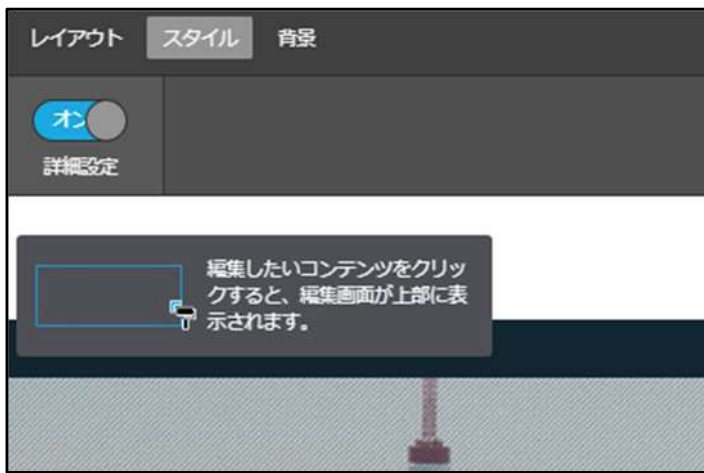 レイアウト スタイル 背景
オン
詳細設定
編集したいコンテンツをクリッ
クすると、編集画面が上部に表
示されます。